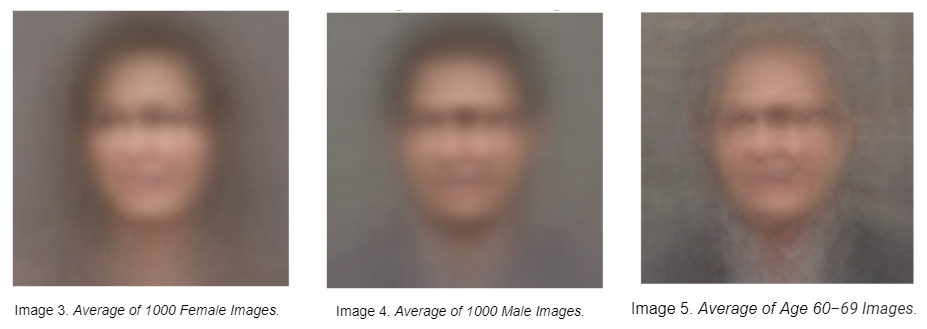 Image 3. Average of 1000 Female Images.
Image 4. Average of 1000 Male Images.
Image 5. Average of Age 60–69 Images.